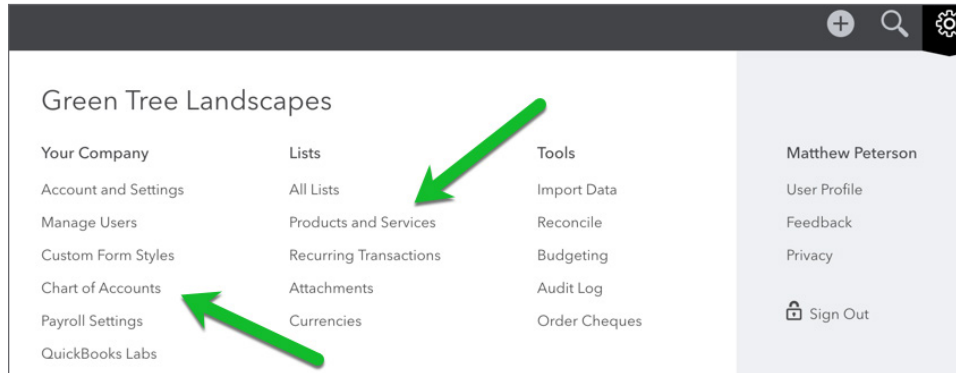 Green Tree Landscapes
Your Company
Account and Settings
Manage Users
Custom Form Styles
Chart of Accounts
Payroll Settings
QuickBooks Labs
Lists
All Lists
Products and Services
Recurring Transactions
Attachments
Currencies
Tools
Import Data
Reconcile
Budgeting
Audit Log
Order Cheques
Matthew Peterson
User Profile
Feedback
Privacy
Sign Out